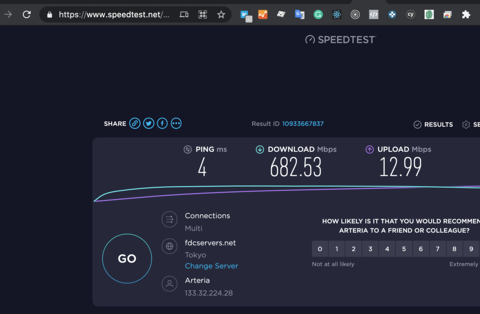 https://www.speedtest.net/...
SPEEDTEST
SHARE
Result ID 10933667837
RESULTS
PING ms
DOWNLOAD Mbps
UPLOAD Mbps
4
682.53
12.99
Connections
Multi
fdcservers.net
Tokyo
Change Server
Arteria
133.32.224.28
GO
HOW LIKELY IS IT THAT YOU WOULD RECOMMEN
ARTERIA TO A FRIEND OR COLLEAGUE?
0 1 2 3 4 5 6 7 8 9
Not at all likely
Extremely